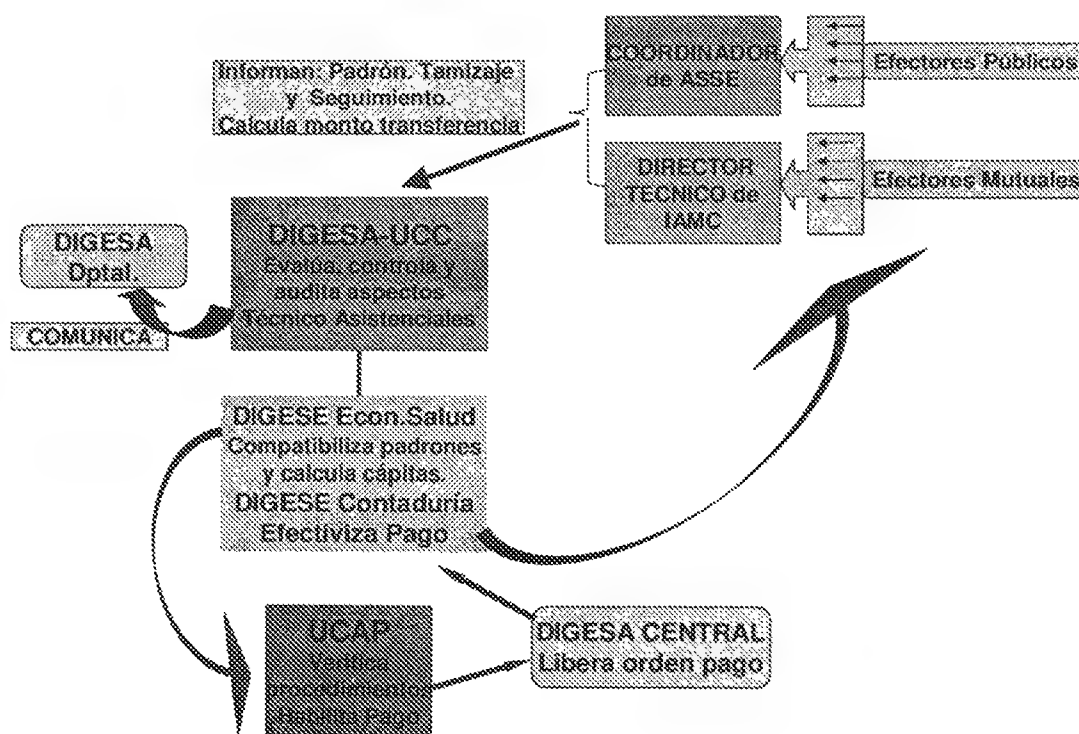 COORDINADOR
de ASSE
Efectores Públicos
Informan: Padrón. Tamizaje
y Seguimiento.
Calcula monto transferencia
DIRECTOR
TECNICO de
IAMC
Efectores Mutuales
DIGESA
Dptal.
COMUNICA
DIGESA-UCC
Evalúa, controla y
audita aspectos
Técnico Asistenciales
DIGESE Econ.Salud
Compatibiliza padrones
y calcula cápitas.
DIGESE Contaduría
Efectiviza Pago
UCAP
Verifica
procedimientos
Habilita Pago
DIGESA CENTRAL
Libera orden pago